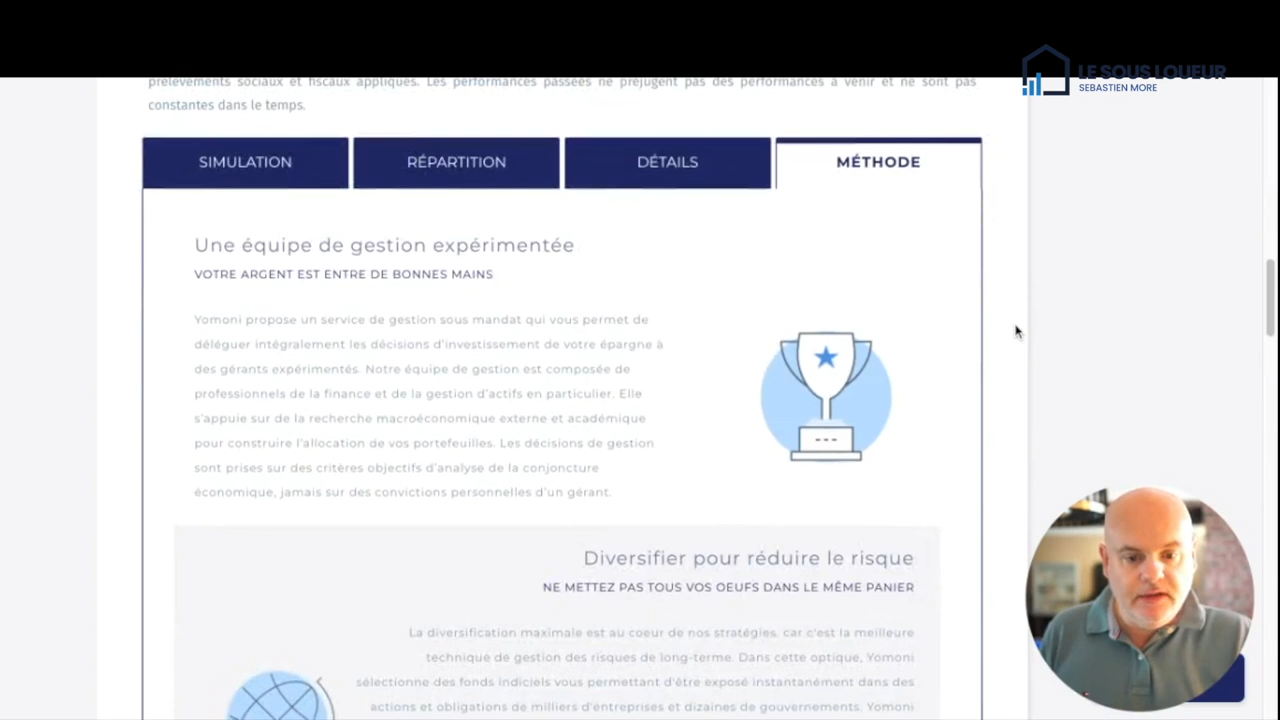 prélèvements sociaux et fiscaux appliqués. Les performances passées ne préjugent pas des performances à venir et ne sont pas
constantes dans le temps.
LE SOUS LOUEUR
SEBASTIEN MORE
SIMULATION
RÉPARTITION
DÉTAILS
MÉTHODE
Une équipe de gestion expérimentée
VOTRE ARGENT EST ENTRE DE BONNES MAINS
Yomoni propose un service de gestion sous mandat qui vous permet de
déléguer intégralement les décisions d'investissement de votre épargne à
des gérants expérimentés. Notre équipe de gestion est composée de
professionnels de la finance et de la gestion d'actifs en particulier. Elle
s'appuie sur de la recherche macroéconomique externe et académique
pour construire l'allocation de vos portefeuilles. Les décisions de gestion
sont prises sur des critères objectifs d'analyse de la conjoncture
économique, jamais sur des convictions personnelles d'un gérant.
Diversifier pour réduire le risque
NE METTEZ PAS TOUS VOS OEUFS DANS LE MÊME PANIER
La diversification maximale est au coeur de nos stratégies, car c'est la meilleure
technique de gestion des risques de long-terme. Dans cette optique, Yomoni
sélectionne des fonds indiciels vous permettant d'être exposé instantanément dans des
actions et obligations de milliers d'entreprises et dizaines de gouvernements. Yomoni